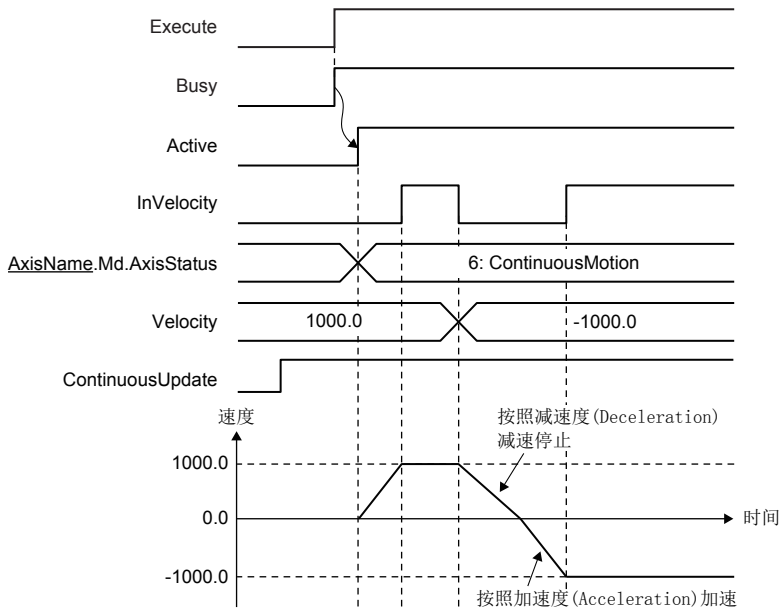 Execute
Busy
Active
InVelocity
AxisName.Md.AxisStatus
6: ContinuousMotion
Velocity
1000.0
-1000.0
ContinuousUpdate
速度
按照减速度(Deceleration)
减速停止
1000.0
0.0
时间
-1000.0
按照加速度(Acceleration)加速